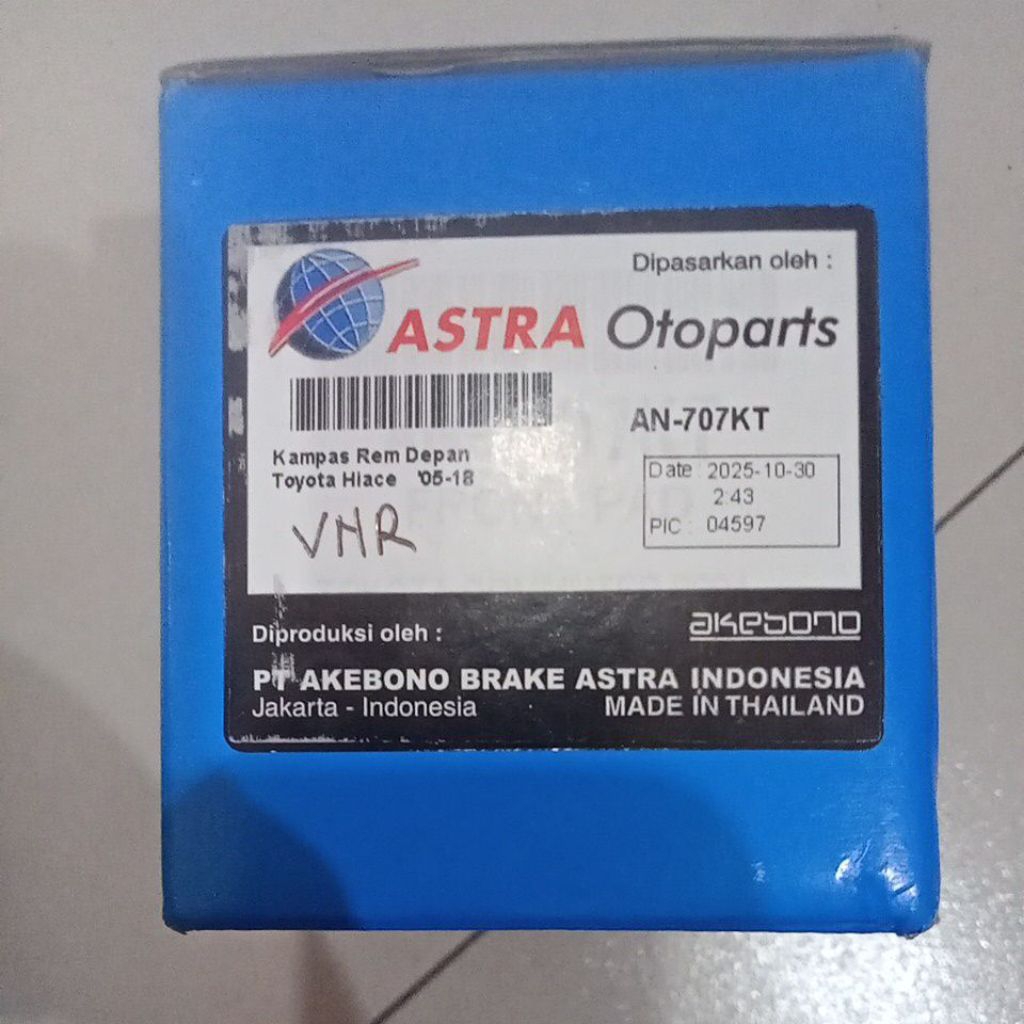 Dipasarkan oleh :
ASTRA Otoparts
AN-707KT
Kampas Rem Depan
Toyota Hiace '05-18
VNR
Date : 2025-10-30
2:43
PIC : 04597
Diproduksi oleh :
akebono
PT AKEBONO BRAKE ASTRA INDONESIA
Jakarta - Indonesia
MADE IN THAILAND